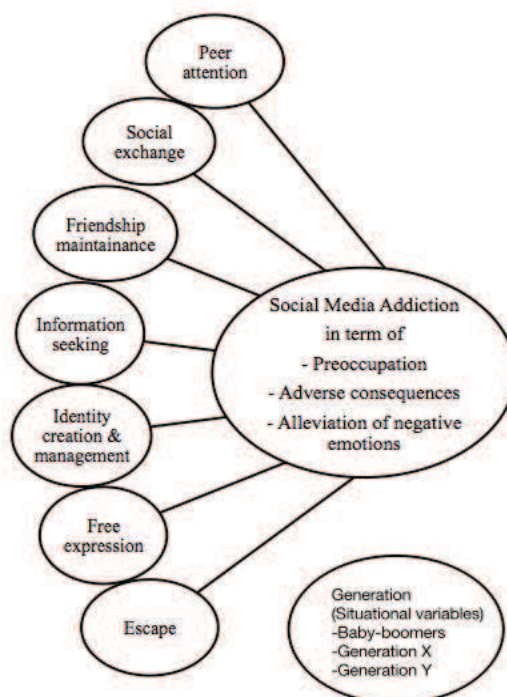 Peer
attention
Social
exchange
Friendship
maintainance
Information
seeking
Identity
creation &
management
Free
expression
Escape
Social Media Addiction
in term of
- Preoccupation
- Adverse consequences
- Alleviation of negative
emotions
Generation
(Situational variables)
-Baby-boomers
-Generation X
-Generation Y